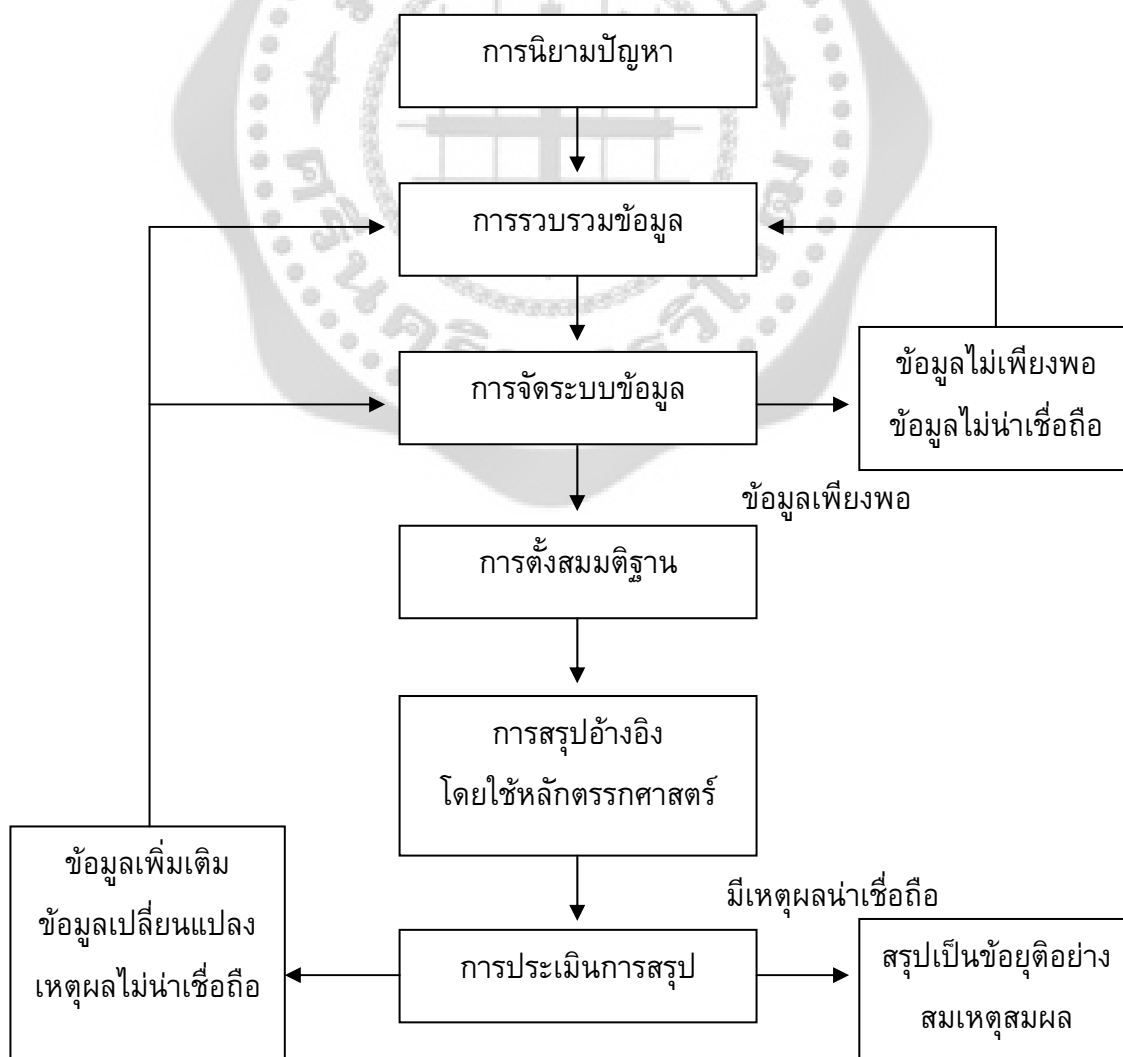 การนิยามปัญหา
การรวบรวมข้อมูล
การจัดระบบข้อมูล
ข้อมูลไม่เพียงพอ
ข้อมูลไม่น่าเชื่อถือ
ข้อมูลเพียงพอ
การตั้งสมมติฐาน
การสรุปอ้างอิง
โดยใช้หลักตรรกศาสตร์
ข้อมูลเพิ่มเติม
ข้อมูลเปลี่ยนแปลง
เหตุผลไม่น่าเชื่อถือ
มีเหตุผลน่าเชื่อถือ
การประเมินการสรุป
สรุปเป็นข้อยุติอย่าง
สมเหตุสมผล